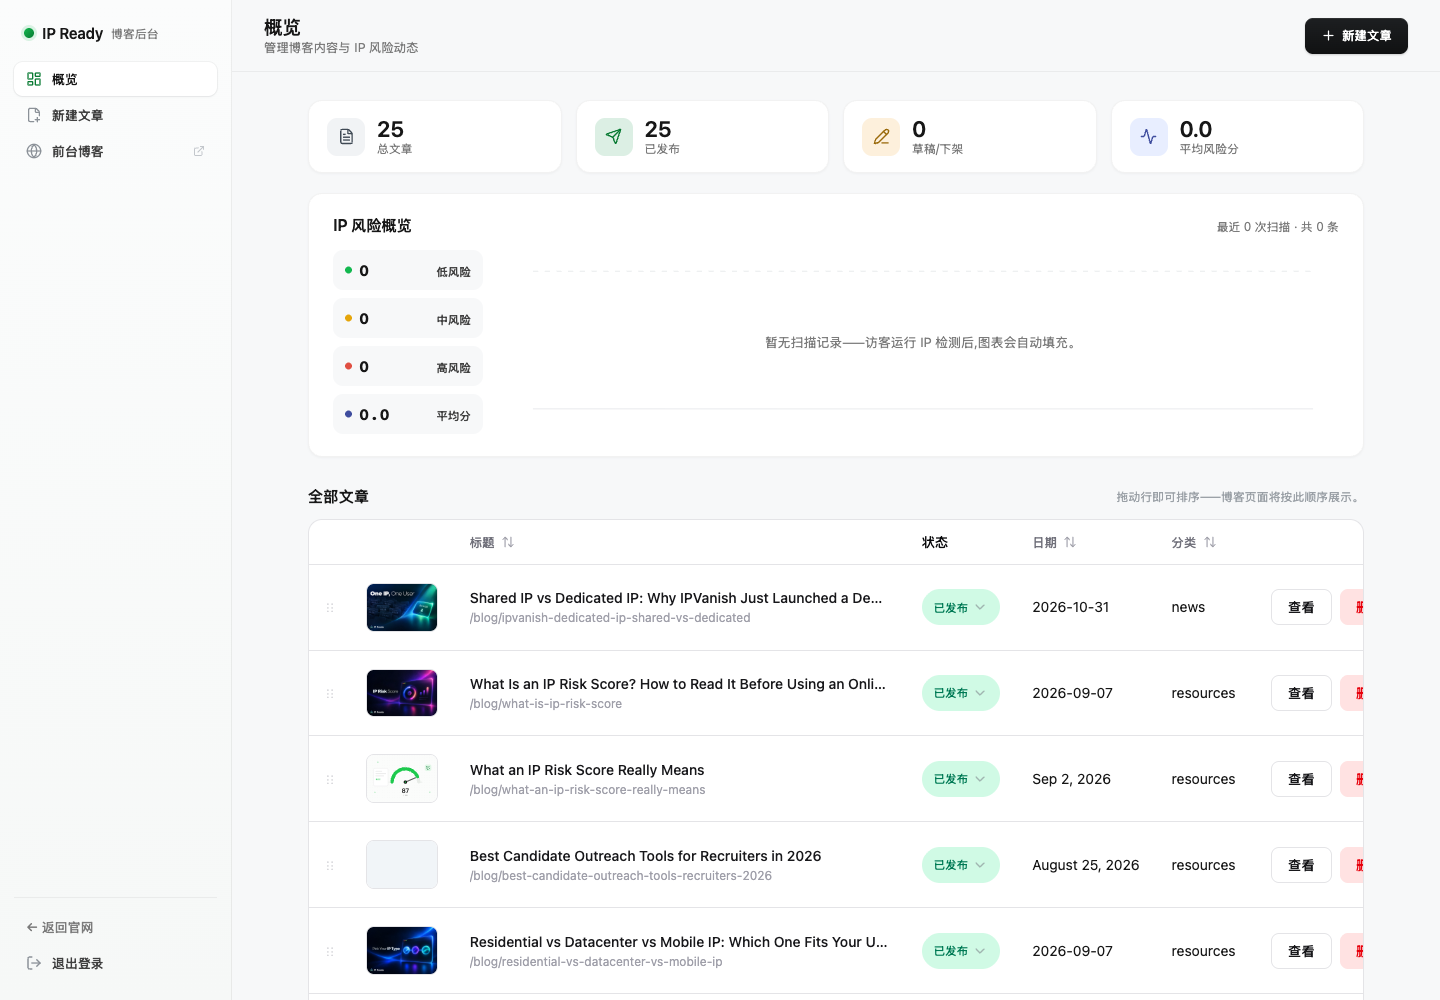 IP Ready 博客后台
概览
新建文章
前台博客
← 返回官网
退出登录
概览
管理博客内容与 IP 风险动态
+ 新建文章
25
总文章
25
已发布
0
草稿/下架
0.0
平均风险分
IP 风险概览
最近 0 次扫描 · 共 0 条
0 低风险
0 中风险
0 高风险
0.0 平均分
暂无扫描记录——访客运行 IP 检测后,图表会自动填充。
全部文章
拖动行即可排序——博客页面将按此顺序展示。
标题 状态 日期 分类
One IP, One User
Shared IP vs Dedicated IP: Why IPVanish Just Launched a De...
/blog/ipvanish-dedicated-ip-shared-vs-dedicated
已发布 2026-10-31 news 查看
IP Risk Score
What Is an IP Risk Score? How to Read It Before Using an Onli...
/blog/what-is-ip-risk-score
已发布 2026-09-07 resources 查看
87
What an IP Risk Score Really Means
/blog/what-an-ip-risk-score-really-means
已发布 Sep 2, 2026 resources 查看
Best Candidate Outreach Tools for Recruiters in 2026
/blog/best-candidate-outreach-tools-recruiters-2026
已发布 August 25, 2026 resources 查看
Residential vs Datacenter vs Mobile IP: Which One Fits Your U...
/blog/residential-vs-datacenter-vs-mobile-ip
已发布 2026-09-07 resources 查看